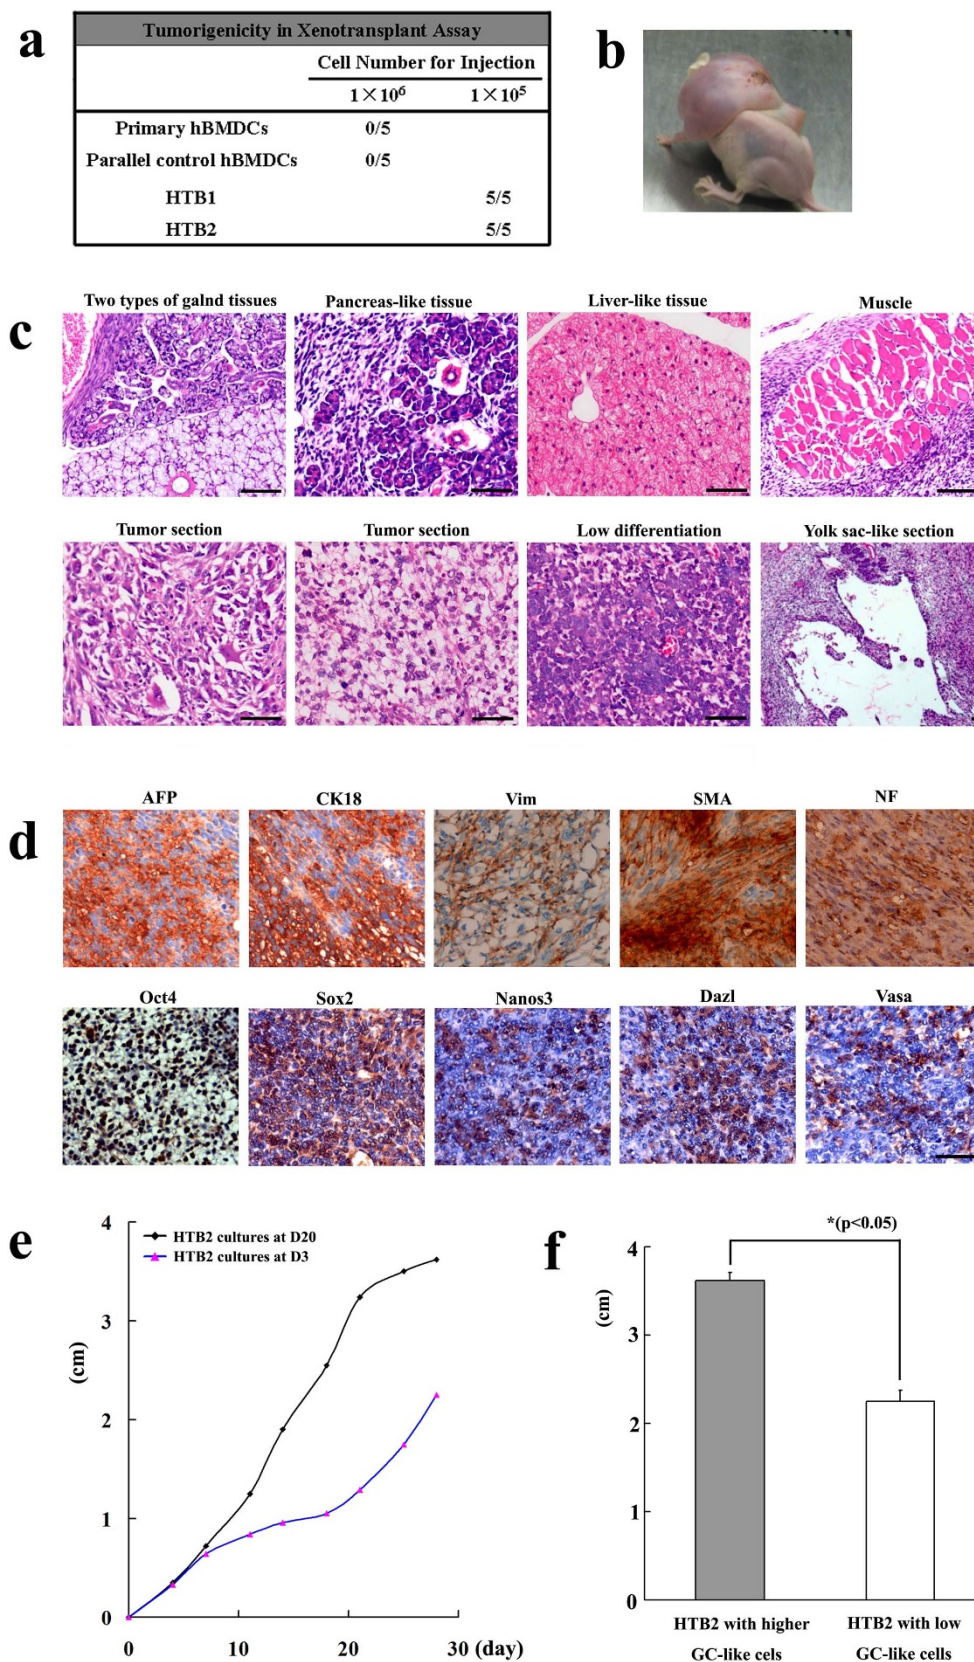 a
Tumorigenicity in Xenotransplant Assay
Cell Number for Injection
1×10⁶ 1×10⁵
Primary hBMDCs 0/5
Parallel control hBMDCs 0/5
HTB1 5/5
HTB2 5/5
b
c
Two types of galnd tissues Pancreas-like tissue Liver-like tissue Muscle
Tumor section Tumor section Low differentiation Yolk sac-like section
d
AFP CK18 Vim SMA NF
Oct4 Sox2 Nanos3 Dazl Vasa
e
HTB2 cultures at D20
HTB2 cultures at D3
(cm)
4
3
2
1
0
0 10 20 30 (day)
f
*(p<0.05)
(cm)
4
3
2
1
0
HTB2 with higher HTB2 with low
GC-like cels GC-like cells